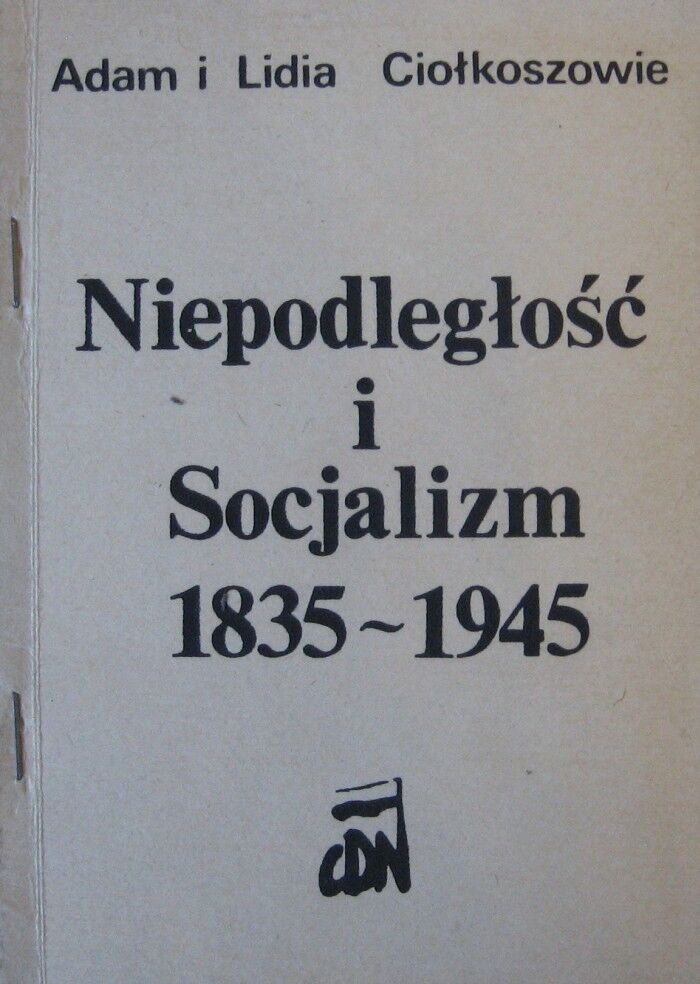 Adam i Lidia Ciołkoszowie
Niepodległość
i
Socjalizm
1835~1945
CDN